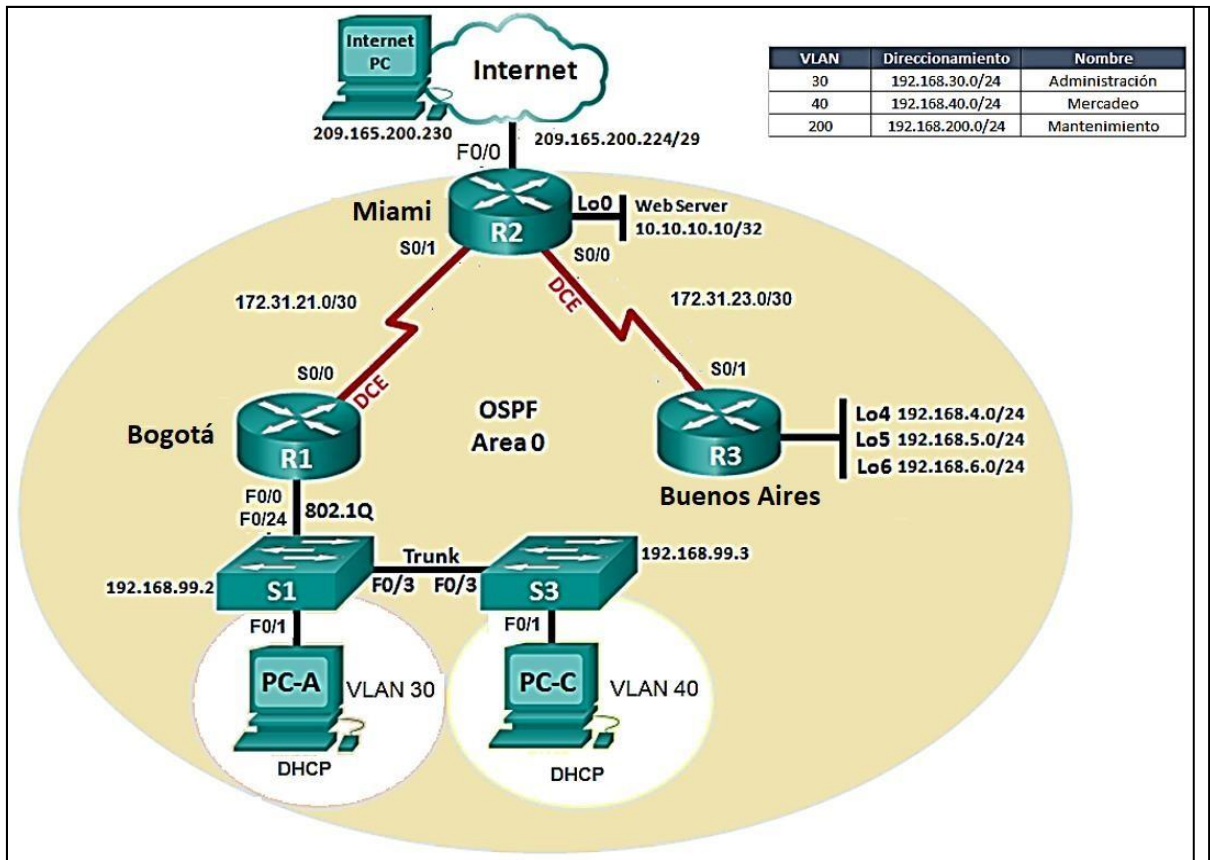 Internet
PC
Internet
209.165.200.230
209.165.200.224/29
F0/0
VLAN Direccionamiento Nombre
30 192.168.30.0/24 Administración
40 192.168.40.0/24 Mercadeo
200 192.168.200.0/24 Mantenimiento
Miami
R2
Lo0
Web Server
10.10.10.10/32
S0/1
S0/0
DCE
172.31.21.0/30
172.31.23.0/30
S0/0
DCE
S0/1
Bogotá
R1
OSPF
Area 0
R3
Buenos Aires
Lo4 192.168.4.0/24
Lo5 192.168.5.0/24
Lo6 192.168.6.0/24
F0/0
F0/24
802.1Q
192.168.99.2
S1
Trunk
F0/3 F0/3
S3
192.168.99.3
F0/1
F0/1
PC-A
VLAN 30
DHCP
PC-C
VLAN 40
DHCP